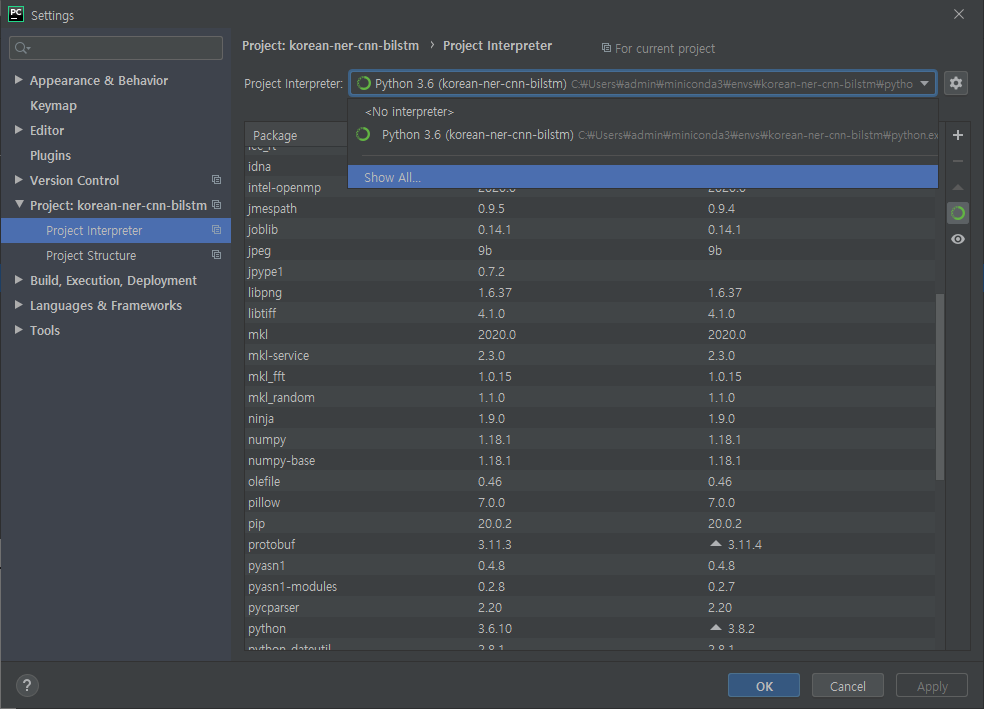 PC
Settings
Project: korean-ner-cnn-bilstm › Project Interpreter For current project
Appearance & Behavior
Keymap
Editor
Plugins
Version Control
Project: korean-ner-cnn-bilstm
Project Interpreter
Project Structure
Build, Execution, Deployment
Languages & Frameworks
Tools
Project Interpreter: Python 3.6 (korean-ner-cnn-bilstm) C:₩Users₩admin₩miniconda3₩envs₩korean-ner-cnn-bilstm₩pytho
<No interpreter>
Python 3.6 (korean-ner-cnn-bilstm) C:₩Users₩admin₩miniconda3₩envs₩korean-ner-cnn-bilstm₩python.ex
Show All...
Package
idna
intel-openmp 2020.0 2020.0
jmespath 0.9.5 0.9.4
joblib 0.14.1 0.14.1
jpeg 9b 9b
jpype1 0.7.2
libpng 1.6.37 1.6.37
libtiff 4.1.0 4.1.0
mkl 2020.0 2020.0
mkl-service 2.3.0 2.3.0
mkl_fft 1.0.15 1.0.15
mkl_random 1.1.0 1.1.0
ninja 1.9.0 1.9.0
numpy 1.18.1 1.18.1
numpy-base 1.18.1 1.18.1
olefile 0.46 0.46
pillow 7.0.0 7.0.0
pip 20.0.2 20.0.2
protobuf 3.11.3 3.11.4
pyasn1 0.4.8 0.4.8
pyasn1-modules 0.2.8 0.2.7
pycparser 2.20 2.20
python 3.6.10 3.8.2
python-dateutil 2.8.1 2.8.1
?
OK Cancel Apply